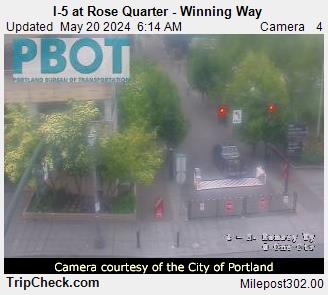 I-5 at Rose Quarter - Winning Way
Updated May 20 2024 6:14 AM Camera 4
PBOT
PORTLAND BUREAU OF TRANSPORTATION
Camera courtesy of the City of Portland
TripCheck.com Milepost302.00